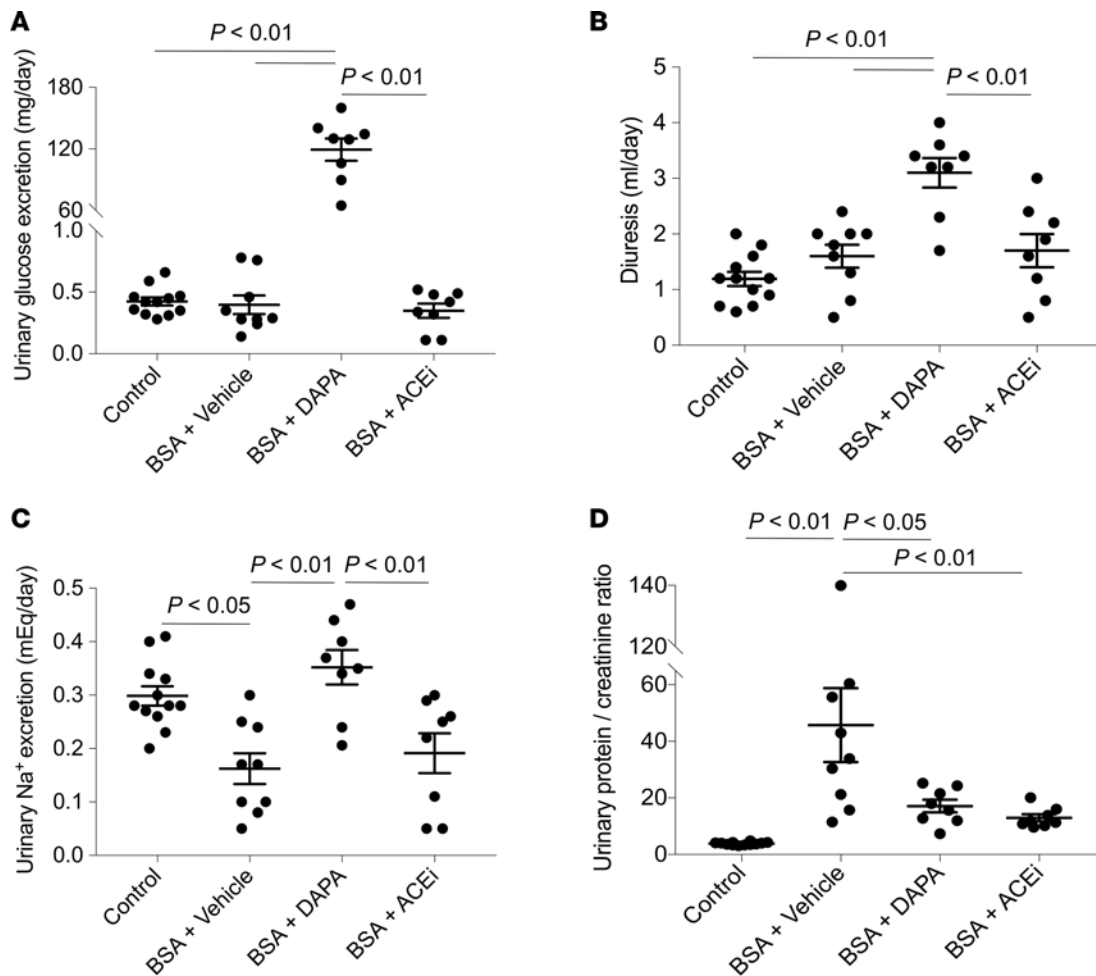 A
P < 0.01
P < 0.01
Urinary glucose excretion (mg/day)
180
120
60
1.0
0.5
0.0
Control
BSA + Vehicle
BSA + DAPA
BSA + ACEi
B
P < 0.01
P < 0.01
Diuresis (ml/day)
5
4
3
2
1
0
Control
BSA + Vehicle
BSA + DAPA
BSA + ACEi
C
P < 0.05
P < 0.01
P < 0.01
Urinary Na⁺ excretion (mEq/day)
0.5
0.4
0.3
0.2
0.1
0.0
Control
BSA + Vehicle
BSA + DAPA
BSA + ACEi
D
P < 0.01
P < 0.05
P < 0.01
Urinary protein / creatinine ratio
140
120
60
40
20
0
Control
BSA + Vehicle
BSA + DAPA
BSA + ACEi